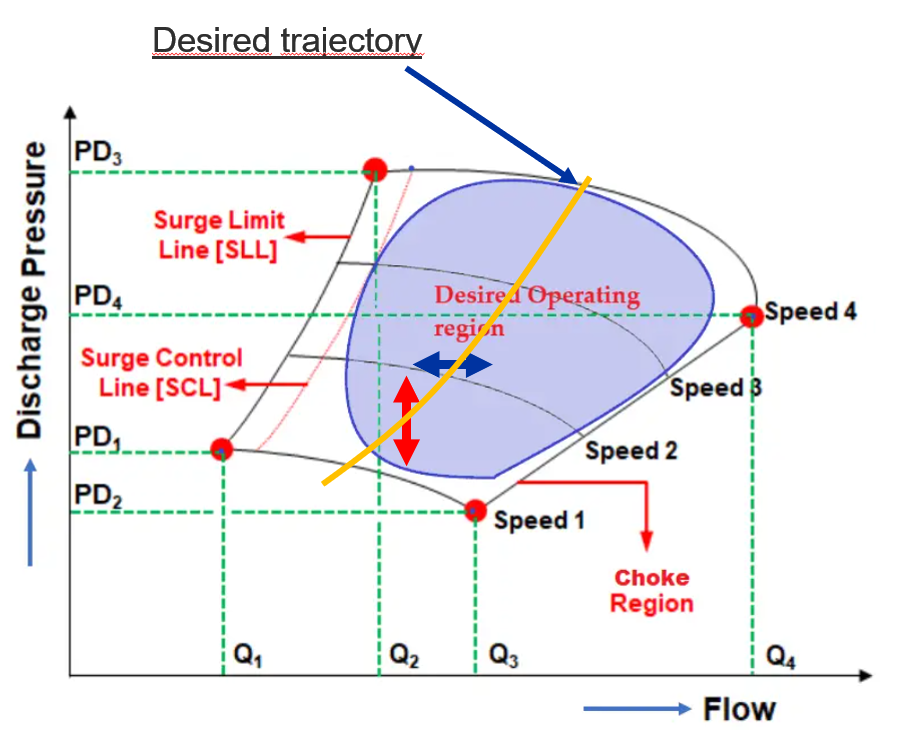 Desired trajectory
Discharge Pressure
PD3
Surge Limit
Line [SLL]
PD4
Desired Operating
region
Speed 4
Surge Control
Line [SCL]
Speed 3
PD1
Speed 2
PD2
Speed 1
Choke
Region
Q1
Q2
Q3
Q4
Flow